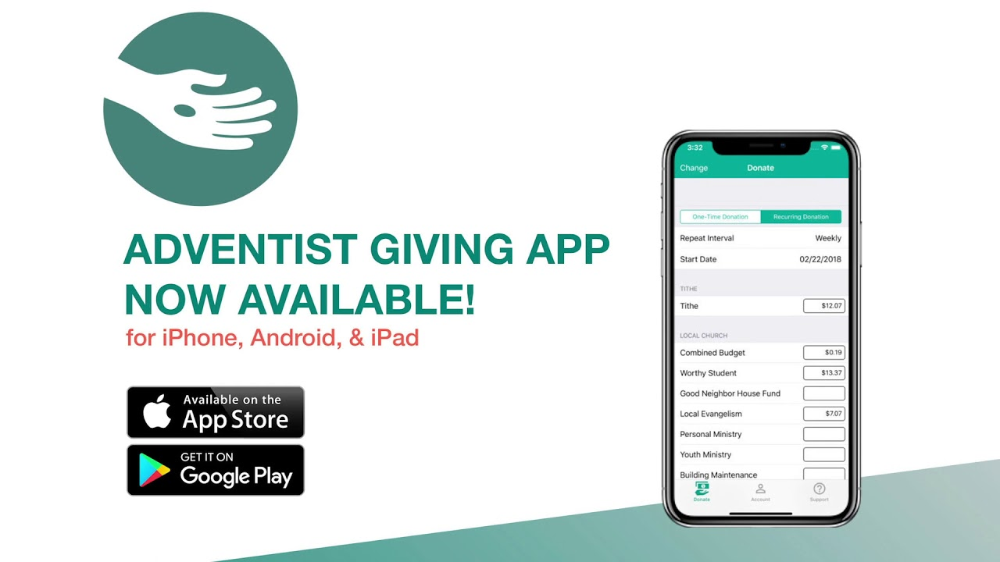 ADVENTIST GIVING APP
NOW AVAILABLE!
for iPhone, Android, & iPad
Available on the
App Store
GET IT ON
Google Play
3:32
Change Donate
One-Time Donation Recurring Donation
Repeat Interval Weekly
Start Date 02/22/2018
TITHE
Tithe $12.07
LOCAL CHURCH
Combined Budget $0.19
Worthy Student $13.37
Good Neighbor House Fund
Local Evangelism $7.07
Personal Ministry
Youth Ministry
Building Maintenance
Donate Account Support